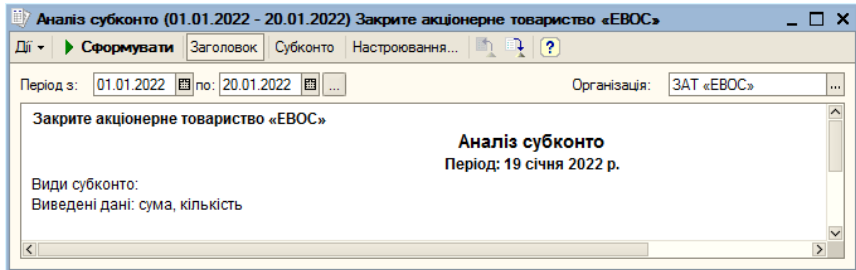 Аналіз субконто (01.01.2022 - 20.01.2022) Закрите акціонерне товариство «ЕВОС»
Дії Сформувати Заголовок Субконто Настроювання... ?
Період з: 01.01.2022 по: 20.01.2022 ... Організація: ЗАТ «ЕВОС» ...
Закрите акціонерне товариство «ЕВОС»
Аналіз субконто
Період: 19 січня 2022 р.
Види субконто:
Виведені дані: сума, кількість